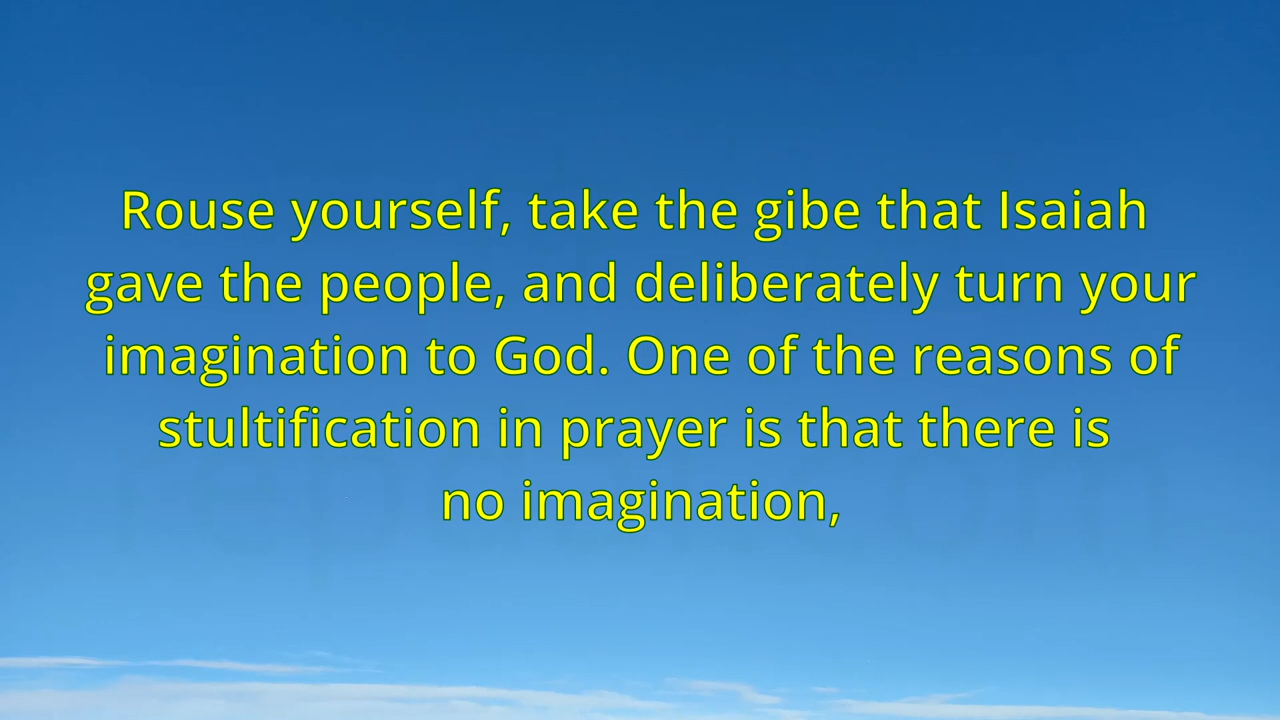 Rouse yourself, take the gibe that Isaiah
gave the people, and deliberately turn your
imagination to God. One of the reasons of
stultification in prayer is that there is
no imagination,